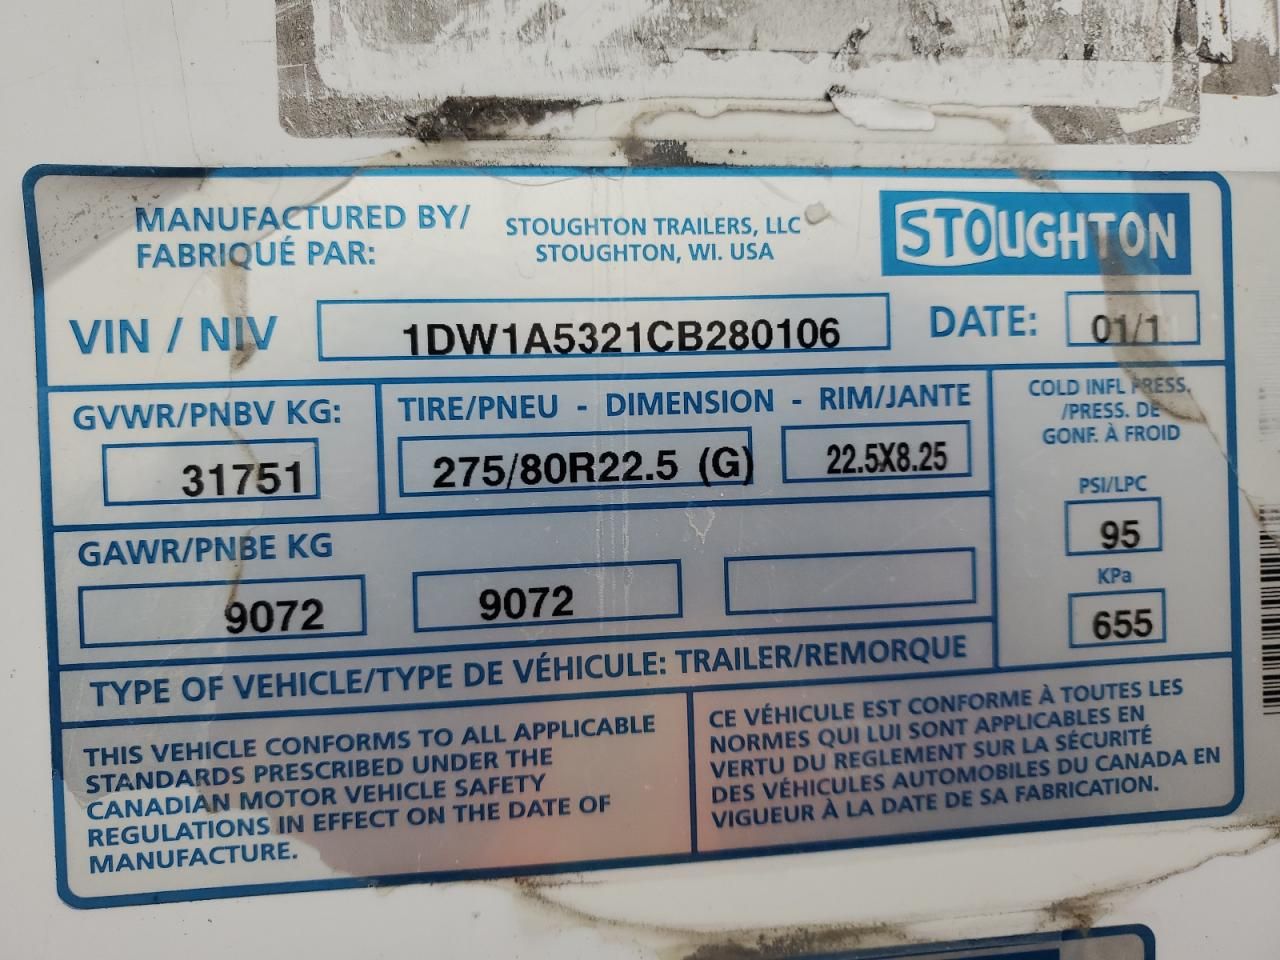 MANUFACTURED BY/
FABRIQUÉ PAR:
STOUGHTON TRAILERS, LLC
STOUGHTON, WI. USA
STOUGHTON
VIN / NIV
1DW1A5321CB280106
DATE:
01/1
GVWR/PNBV KG:
31751
TIRE/PNEU - DIMENSION - RIM/JANTE
275/80R22.5 (G)
22.5X8.25
COLD INFL PRESS.
/PRESS. DE
GONF. À FROID
PSI/LPC
95
KPa
655
GAWR/PNBE KG
9072
9072
TYPE OF VEHICLE/TYPE DE VÉHICULE: TRAILER/REMORQUE
THIS VEHICLE CONFORMS TO ALL APPLICABLE
STANDARDS PRESCRIBED UNDER THE
CANADIAN MOTOR VEHICLE SAFETY
REGULATIONS IN EFFECT ON THE DATE OF
MANUFACTURE.
CE VÉHICULE EST CONFORME À TOUTES LES
NORMES QUI LUI SONT APPLICABLES EN
VERTU DU REGLEMENT SUR LA SÉCURITÉ
DES VÉHICULES AUTOMOBILES DU CANADA EN
VIGUEUR À LA DATE DE SA FABRICATION.